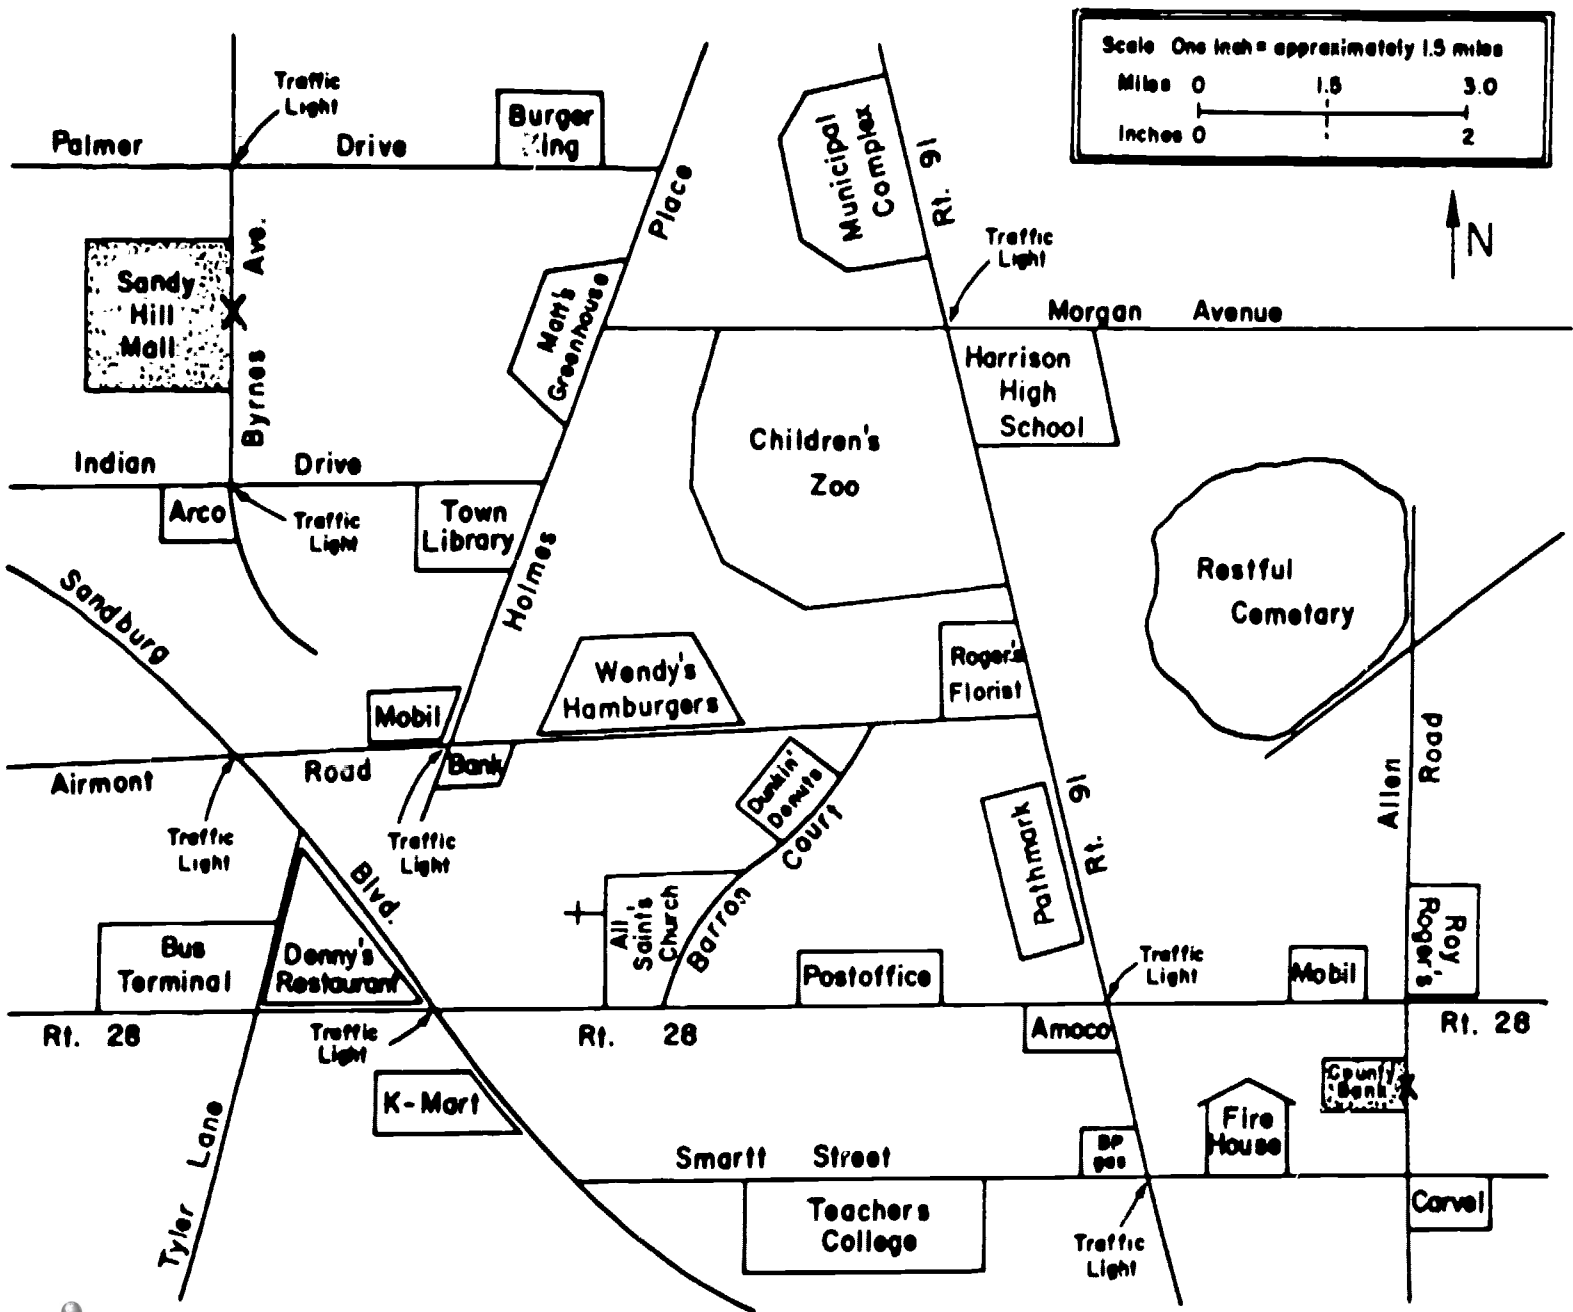 Scale One inch = approximately 1.5 miles
Miles 0 1.5 3.0
Inches 0 2
N
Traffic
Light
Palmer Drive
Burger
King
Place
Municipal
Complex
Rt. 91
Traffic
Light
Morgan Avenue
Sandy
Hill
Mall
X
Byrnes Ave.
Matt's
Greenhouse
Harrison
High
School
Children's
Zoo
Indian Drive
Arco
Traffic
Light
Town
Library
Holmes
Restful
Cemetary
Sandburg
Wendy's
Hamburgers
Roger's
Florist
Mobil
Bank
Airmont Road
Traffic
Light
Traffic
Light
Dunkin'
Donuts
Barron Court
Pathmark
Rt. 91
Allen Road
Blvd.
Bus
Terminal
Denny's
Restaurant
All
Saint's
Church
Postoffice
Traffic
Light
Mobil
Roy
Roger's
Rt. 28
Traffic
Light
Rt. 28
Amoco
Rt. 28
County
Bank
X
K-Mart
Tyler Lane
Smartt Street
BP
gas
Fire
House
Teachers
College
Traffic
Light
Carvel